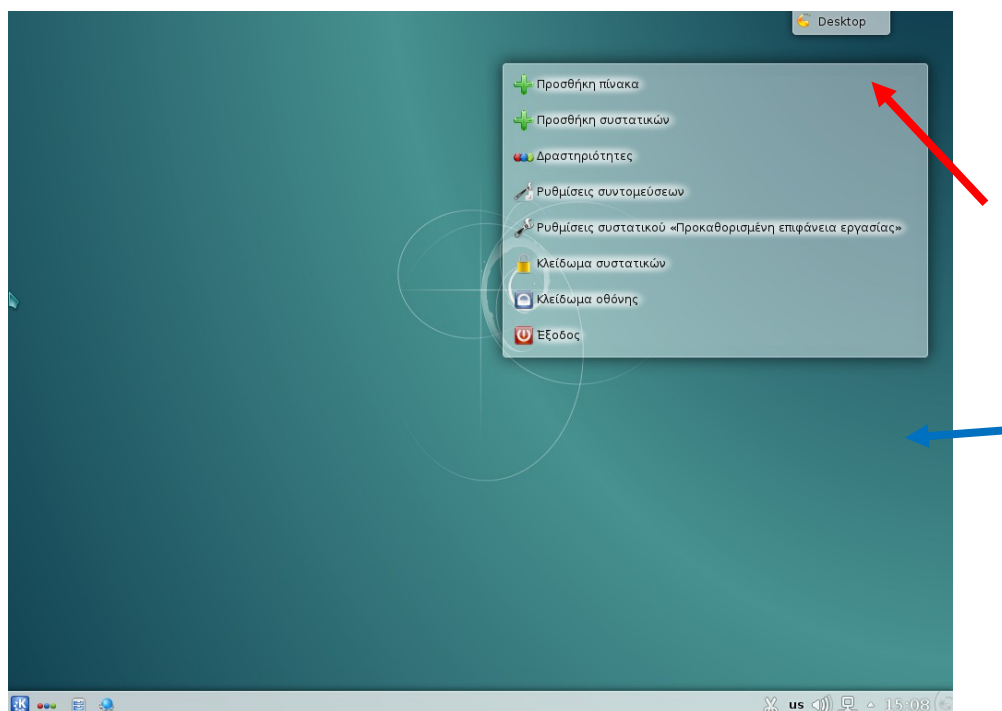 Desktop
Προσθήκη πίνακα
Προσθήκη συστατικών
Δραστηριότητες
Ρυθμίσεις συντομεύσεων
Ρυθμίσεις συστατικού «Προκαθορισμένη επιφάνεια εργασίας»
Κλείδωμα συστατικών
Κλείδωμα οθόνης
Έξοδος
us 15:08